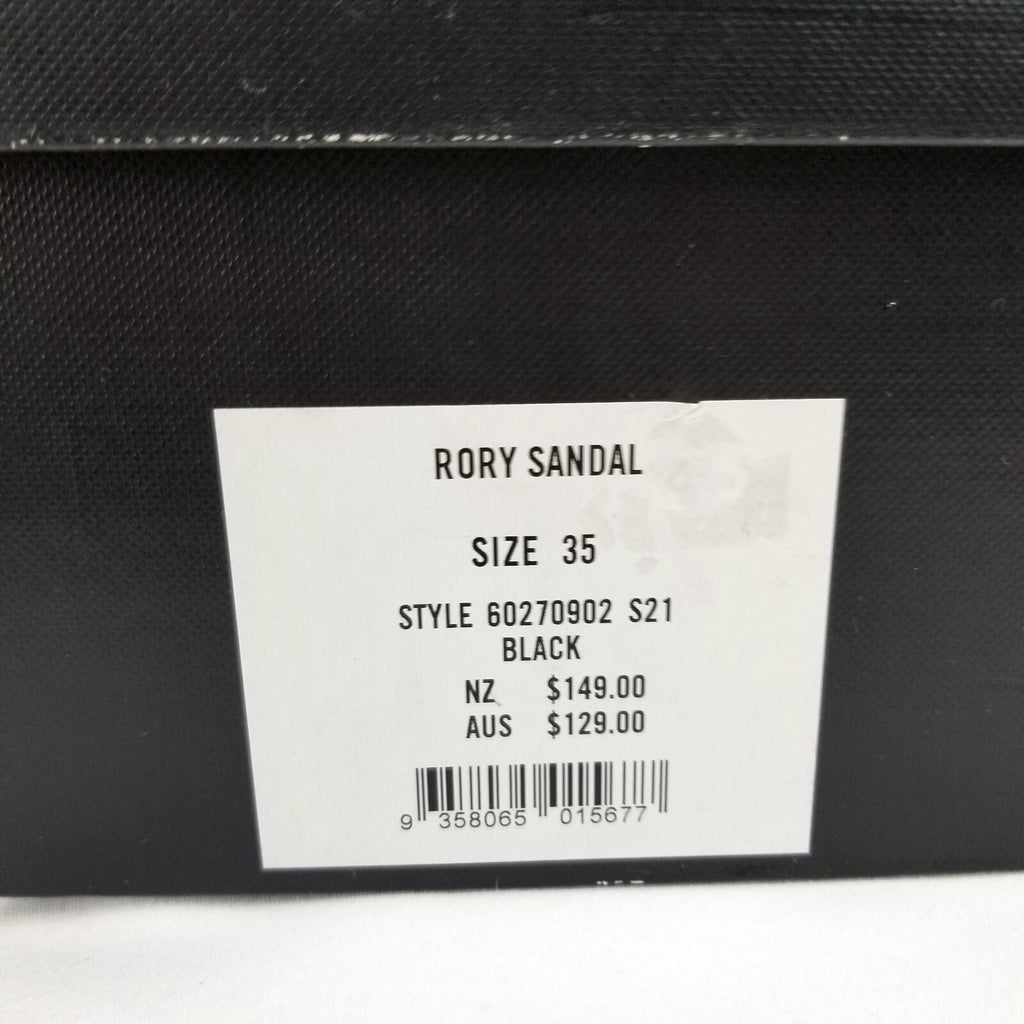 RORY SANDAL
SIZE 35
STYLE 60270902 S21
BLACK
NZ $149.00
AUS $129.00
9 358065 015677